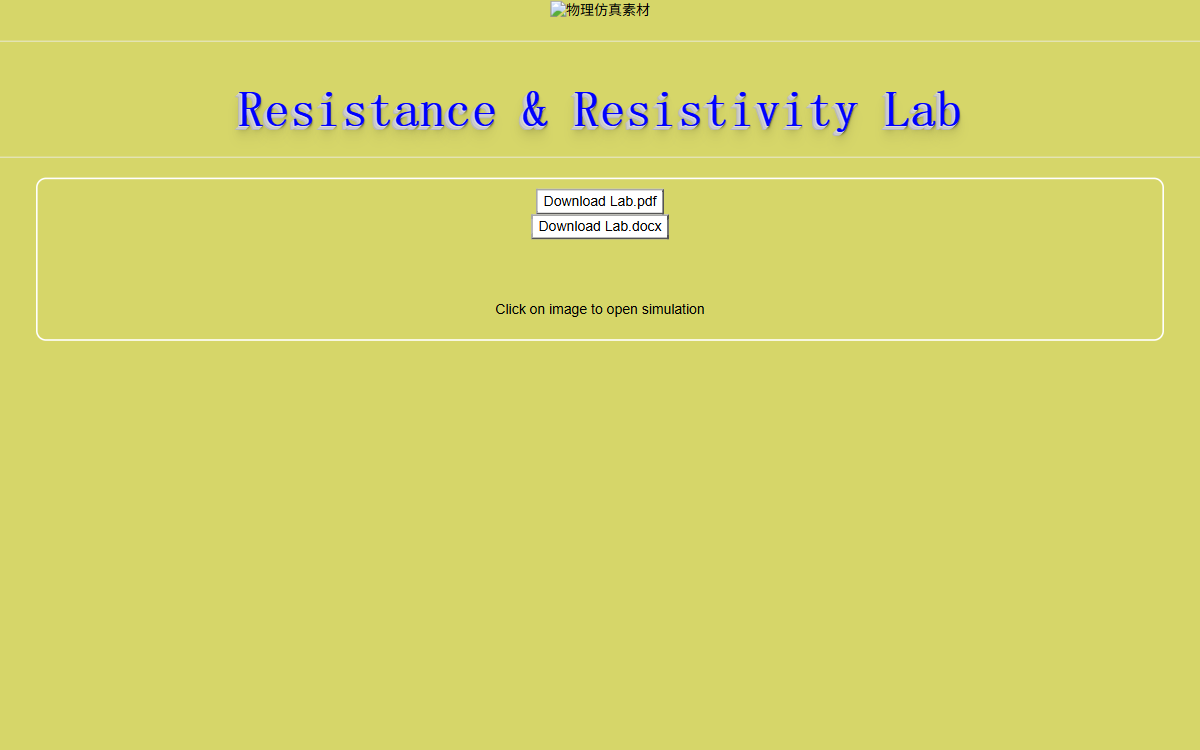 物理仿真素材
Resistance & Resistivity Lab
Download Lab.pdf
Download Lab.docx
Click on image to open simulation